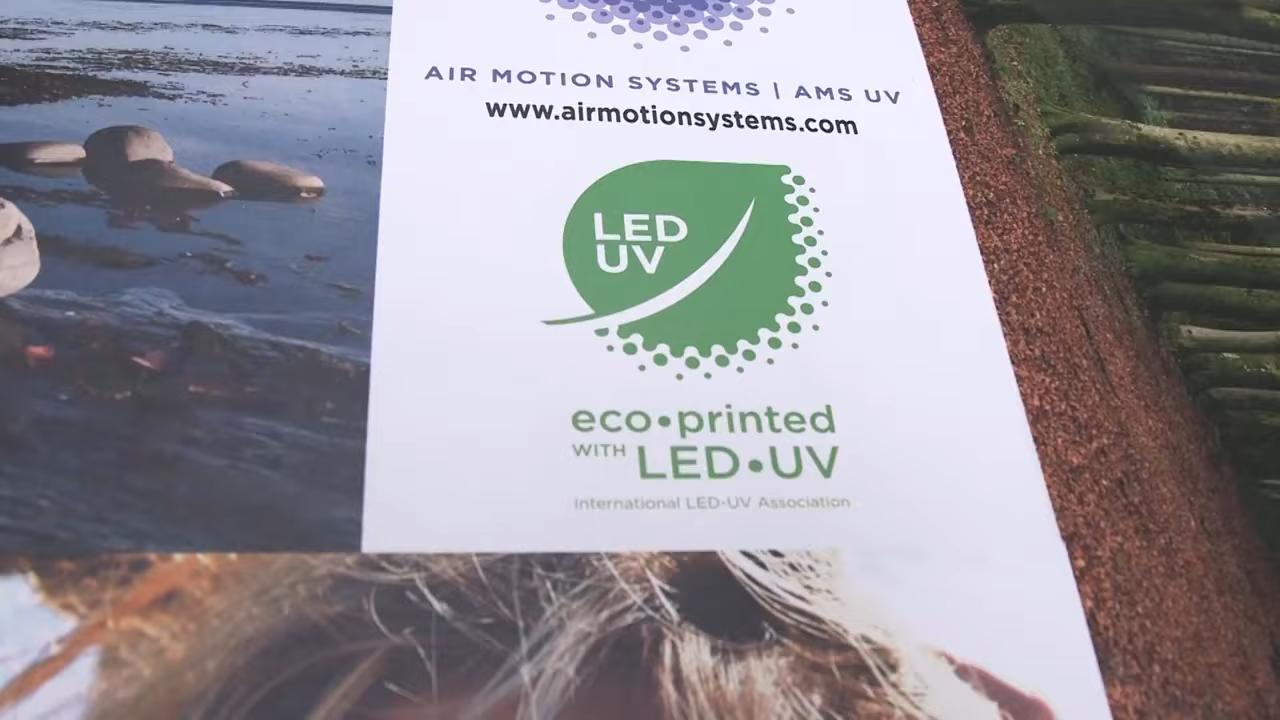 AIR MOTION SYSTEMS | AMS UV
www.airmotionsystems.com
LED
UV
eco•printed
WITH LED•UV
International LED-UV Association